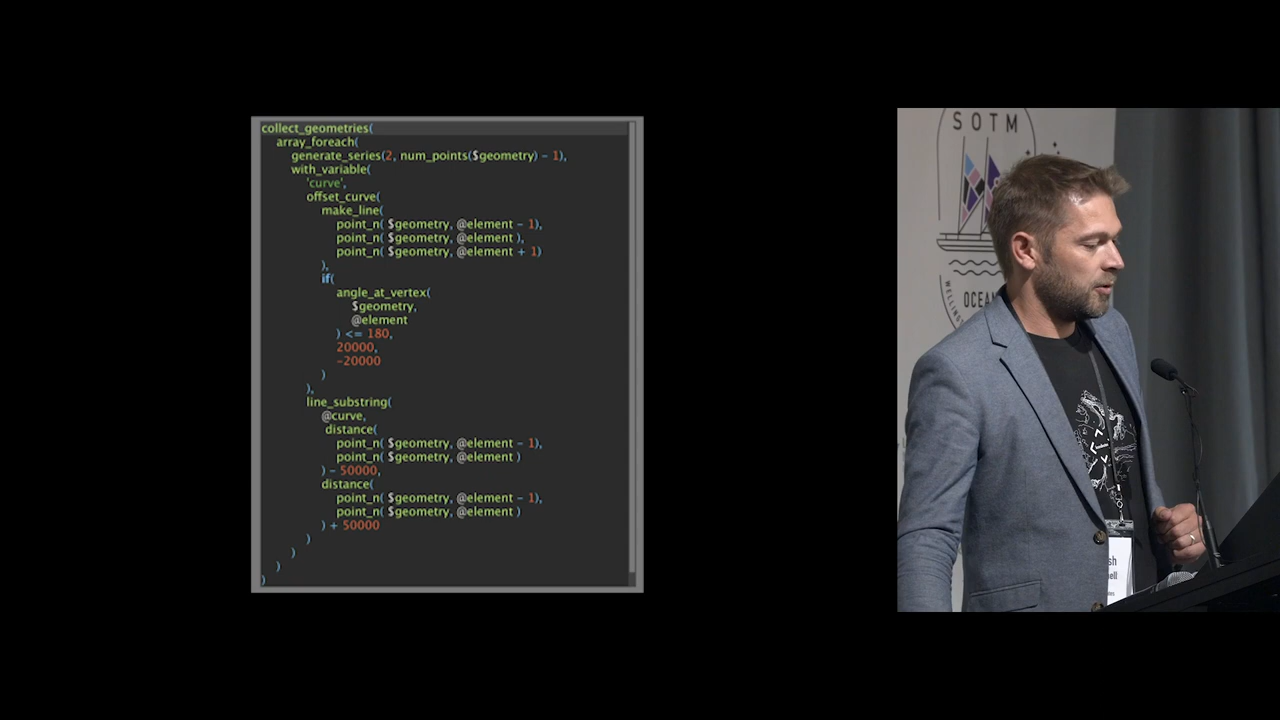 collect_geometries(
array_foreach(
generate_series(2, num_points($geometry) - 1),
with_variable(
'curve',
offset_curve(
make_line(
point_n( $geometry, @element - 1),
point_n( $geometry, @element ),
point_n( $geometry, @element + 1)
),
if(
angle_at_vertex(
$geometry,
@element
) <= 180,
20000,
-20000
)
),
line_substring(
@curve,
distance(
point_n( $geometry, @element - 1),
point_n( $geometry, @element )
) - 50000,
distance(
point_n( $geometry, @element - 1),
point_n( $geometry, @element )
) + 50000
)
)
)
)
SOTM